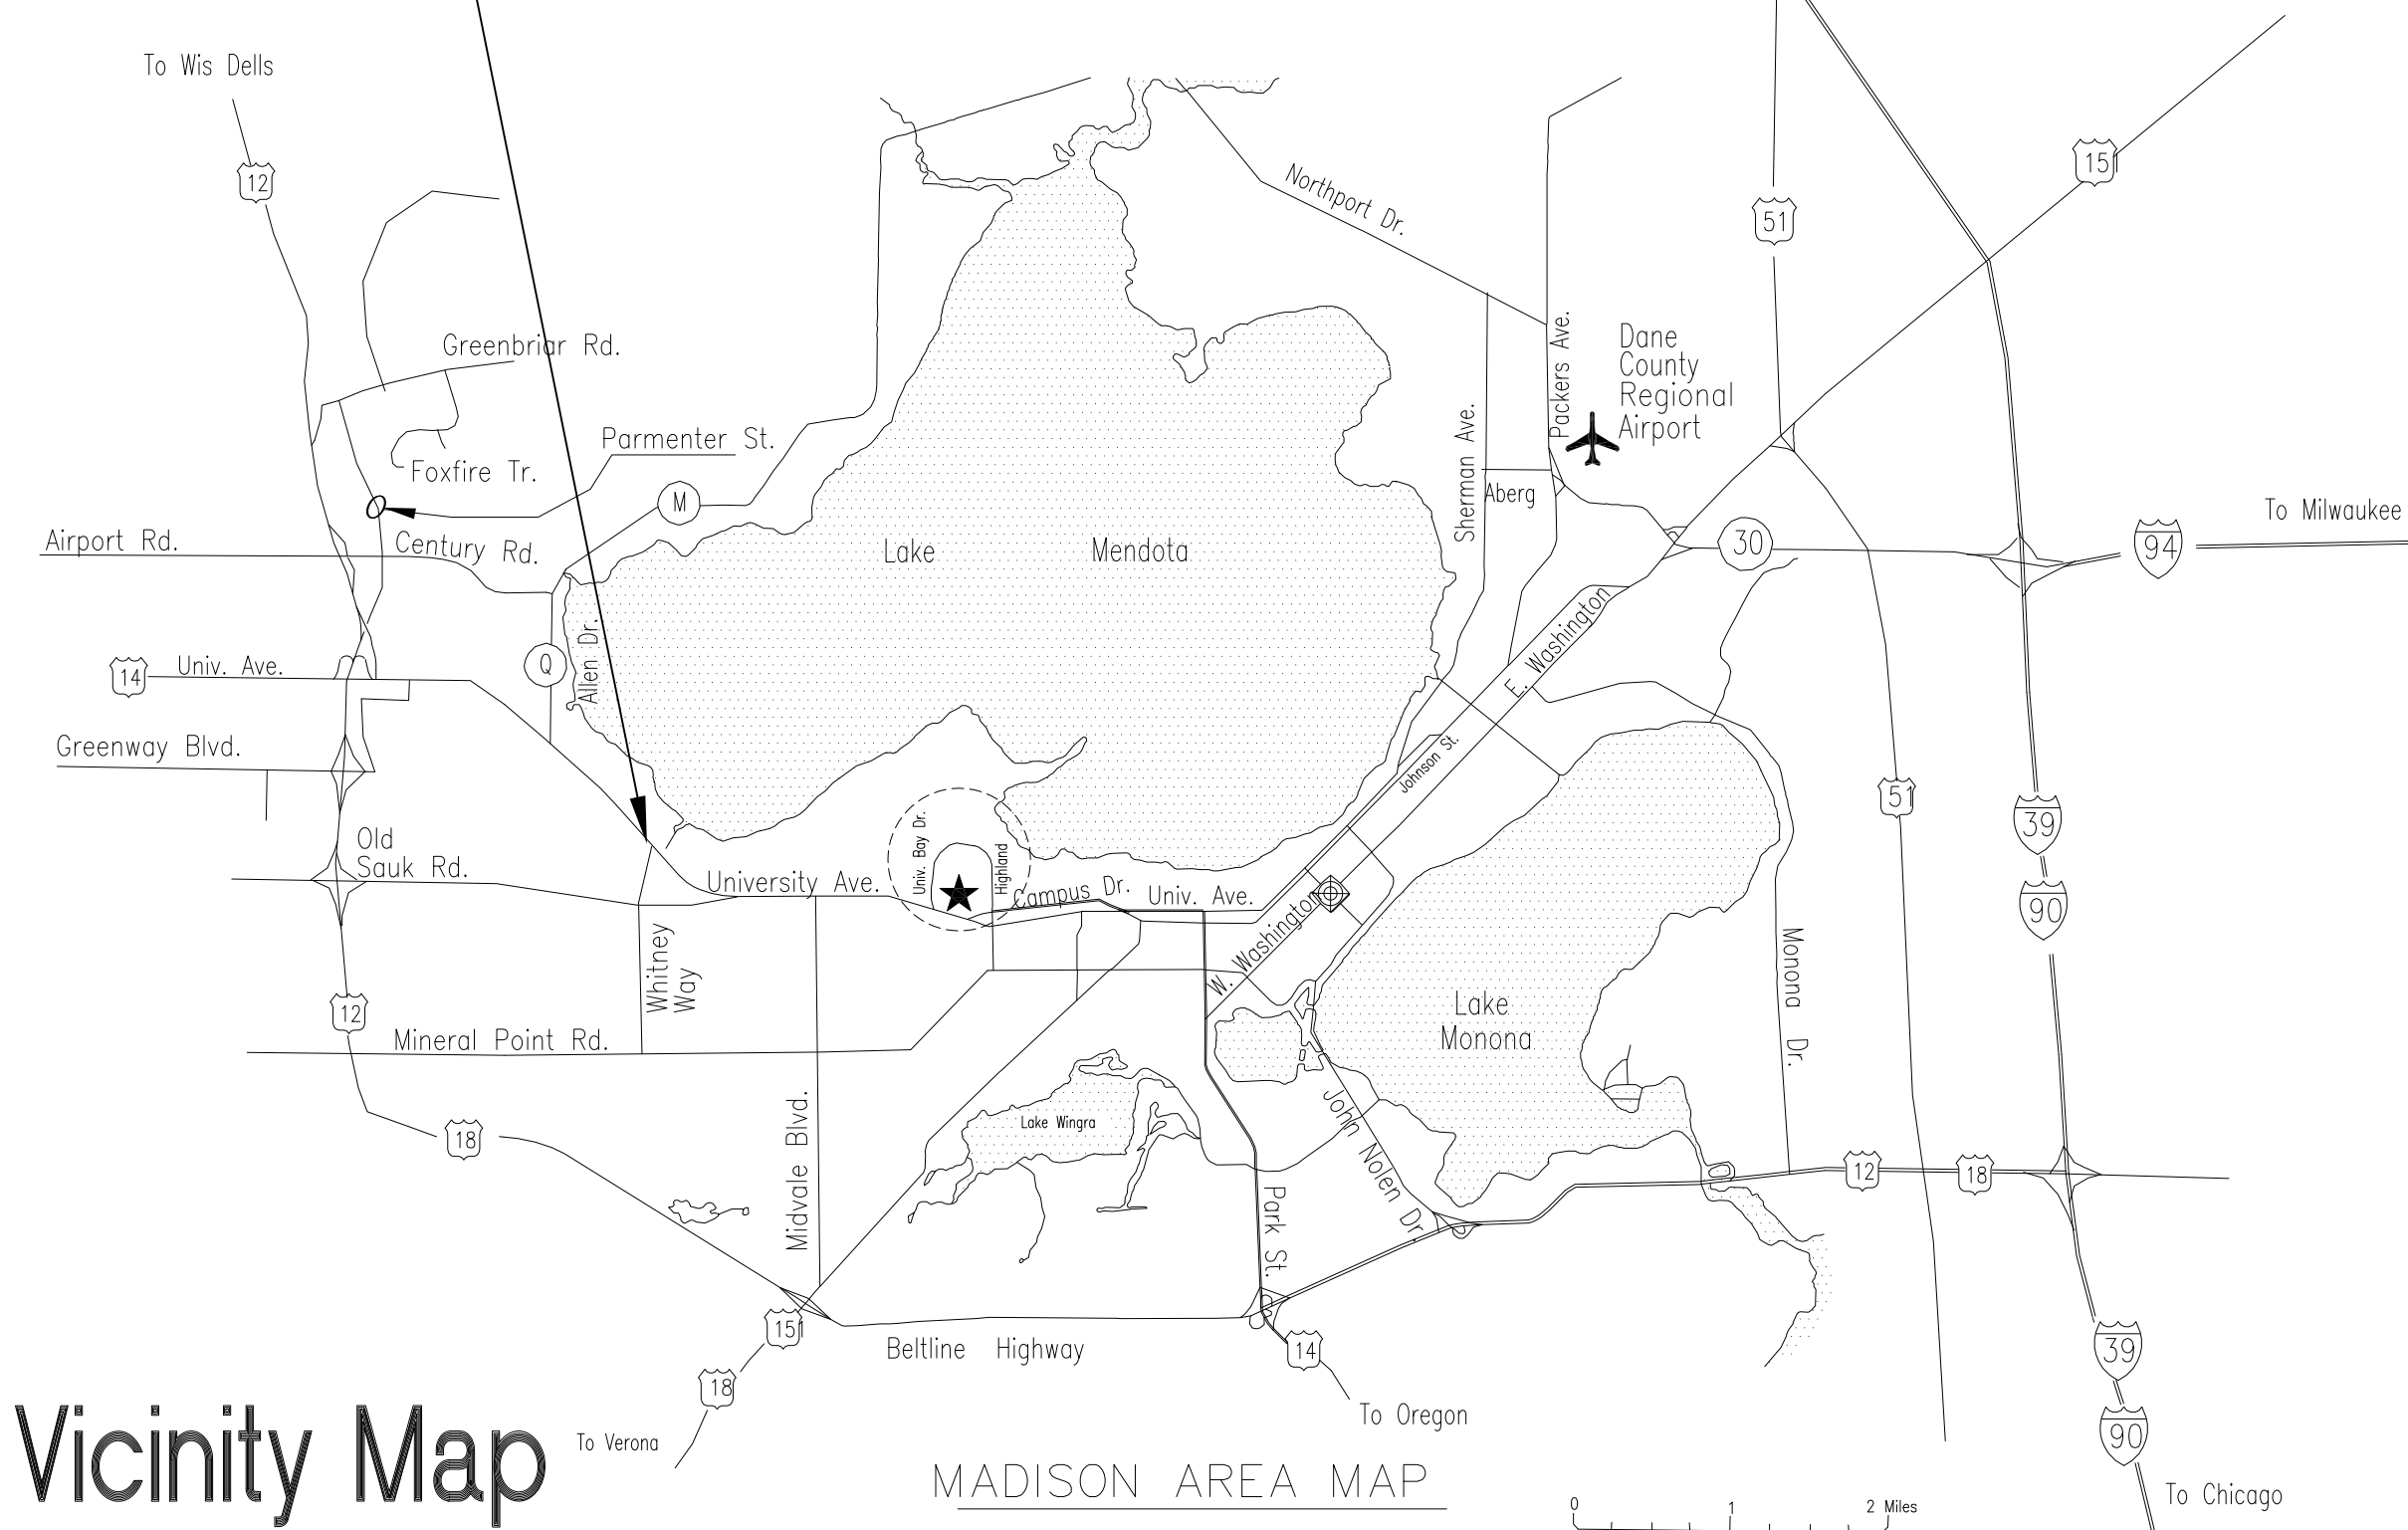 To Wis Dells
12
151
51
Northport Dr.
Greenbriar Rd.
Dane
County
Regional
Airport
Packers Ave.
Parmenter St.
Sherman Ave.
Foxfire Tr.
M
Aberg
To Milwaukee
Airport Rd.
Century Rd.
Lake Mendota
30
94
Allen Dr.
E. Washington
14
Univ. Ave.
Q
Greenway Blvd.
Johnson St.
51
39
Old
Sauk Rd.
Univ. Bay Dr.
Highland
University Ave.
Campus Dr.
Univ. Ave.
90
W. Washington
Whitney
Way
Monona Dr.
12
Lake
Monona
Mineral Point Rd.
Midvale Blvd.
Lake Wingra
John Nolen Dr.
18
12
18
Park St.
151
14
Beltline Highway
39
18
To Oregon
90
Vicinity Map
To Verona
MADISON AREA MAP
To Chicago
0 1 2 Miles